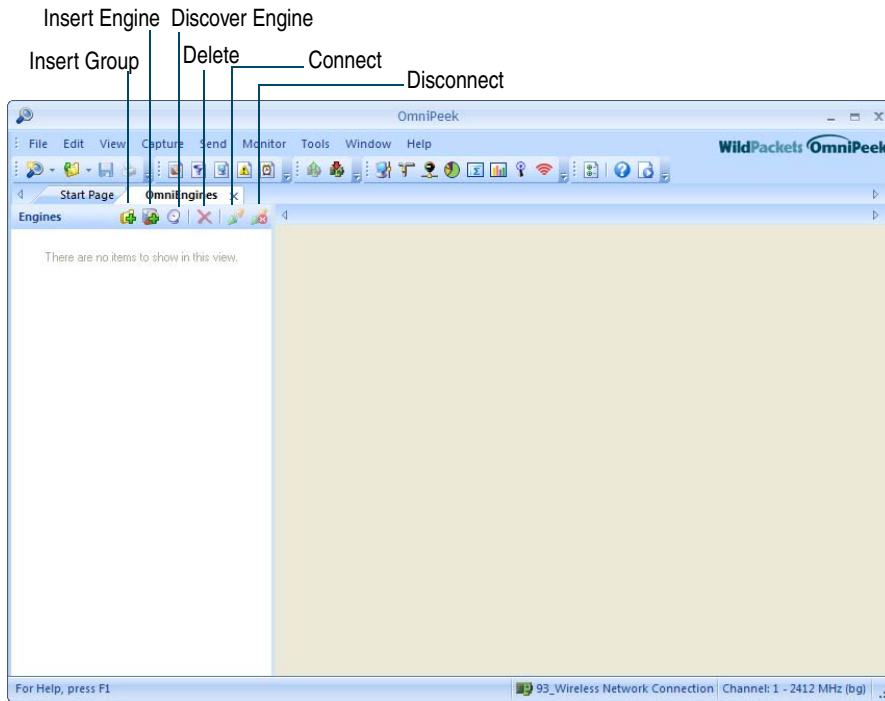 Insert Engine Discover Engine
Insert Group Delete Connect
Disconnect
OmniPeek
File Edit View Capture Send Monitor Tools Window Help
WildPackets OmniPeek
Start Page OmniEngines
Engines
There are no items to show in this view.
For Help, press F1 93_Wireless Network Connection Channel: 1 - 2412 MHz (bg)